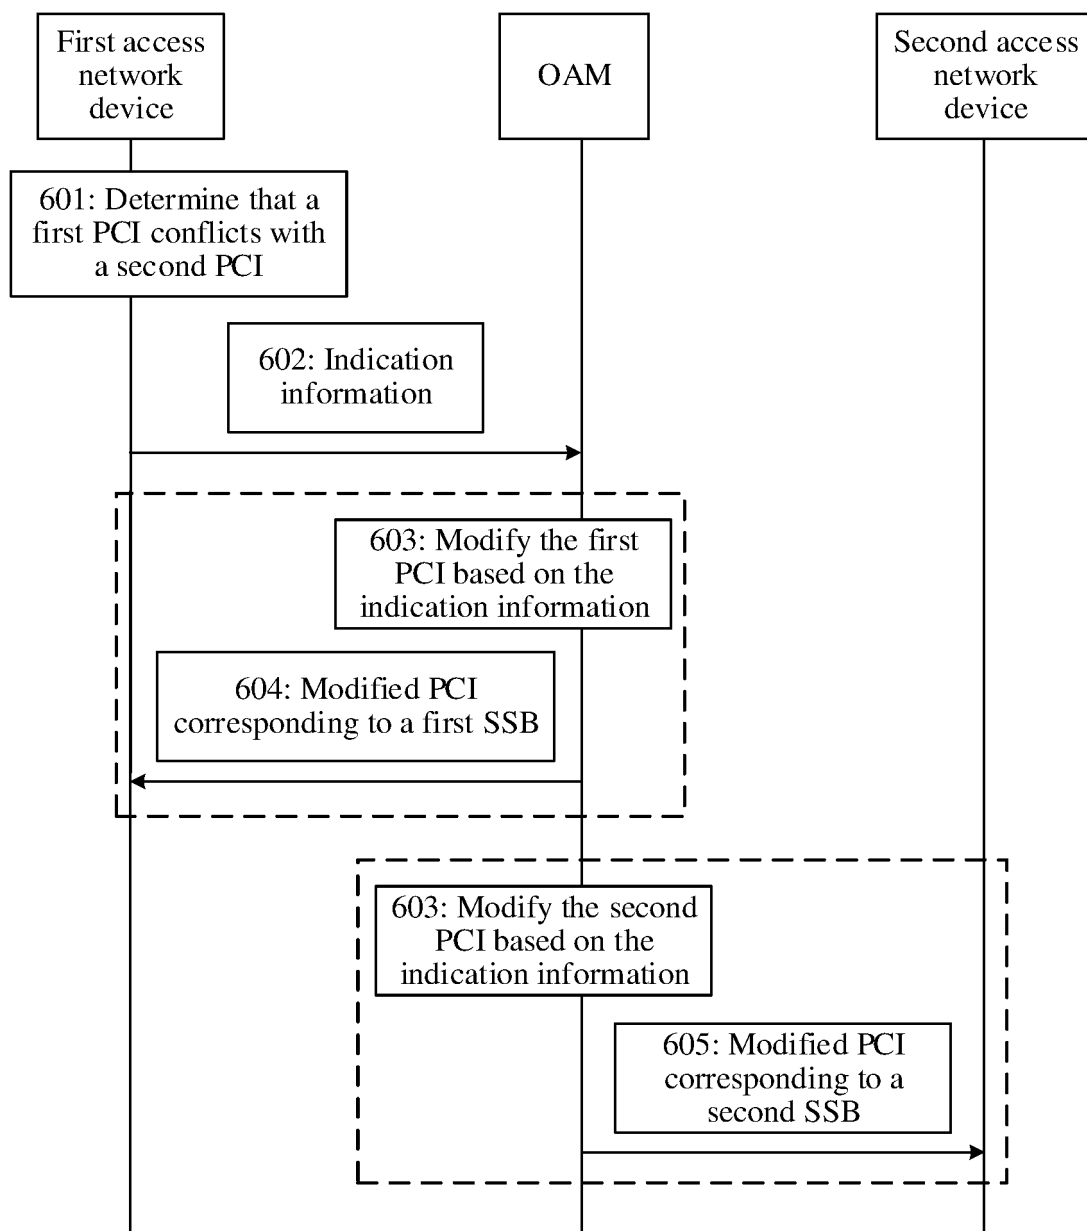 First access
network
device
OAM
Second access
network
device
601: Determine that a
first PCI conflicts with
a second PCI
602: Indication
information
603: Modify the first
PCI based on the
indication information
604: Modified PCI
corresponding to a first SSB
603: Modify the second
PCI based on the
indication information
605: Modified PCI
corresponding to a
second SSB